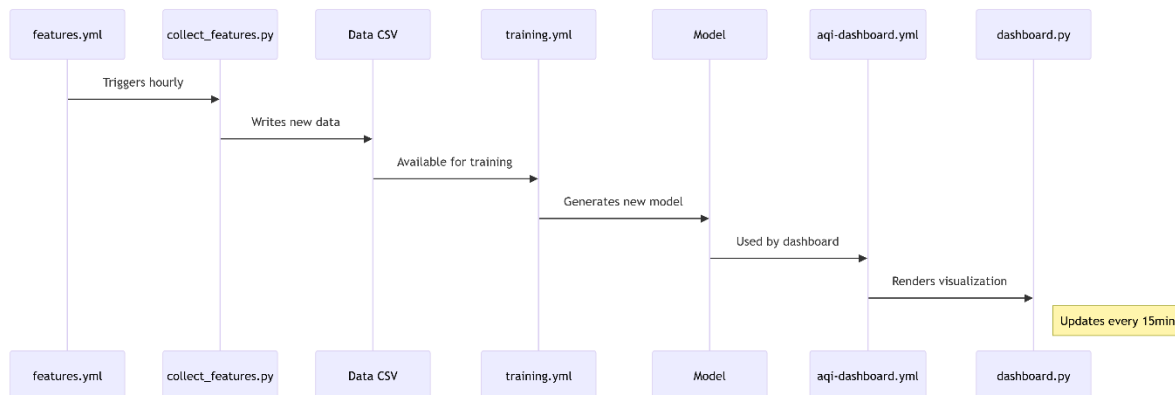 features.yml
collect_features.py
Data CSV
training.yml
Model
aqi-dashboard.yml
dashboard.py
Triggers hourly
Writes new data
Available for training
Generates new model
Used by dashboard
Renders visualization
Updates every 15min
features.yml
collect_features.py
Data CSV
training.yml
Model
aqi-dashboard.yml
dashboard.py